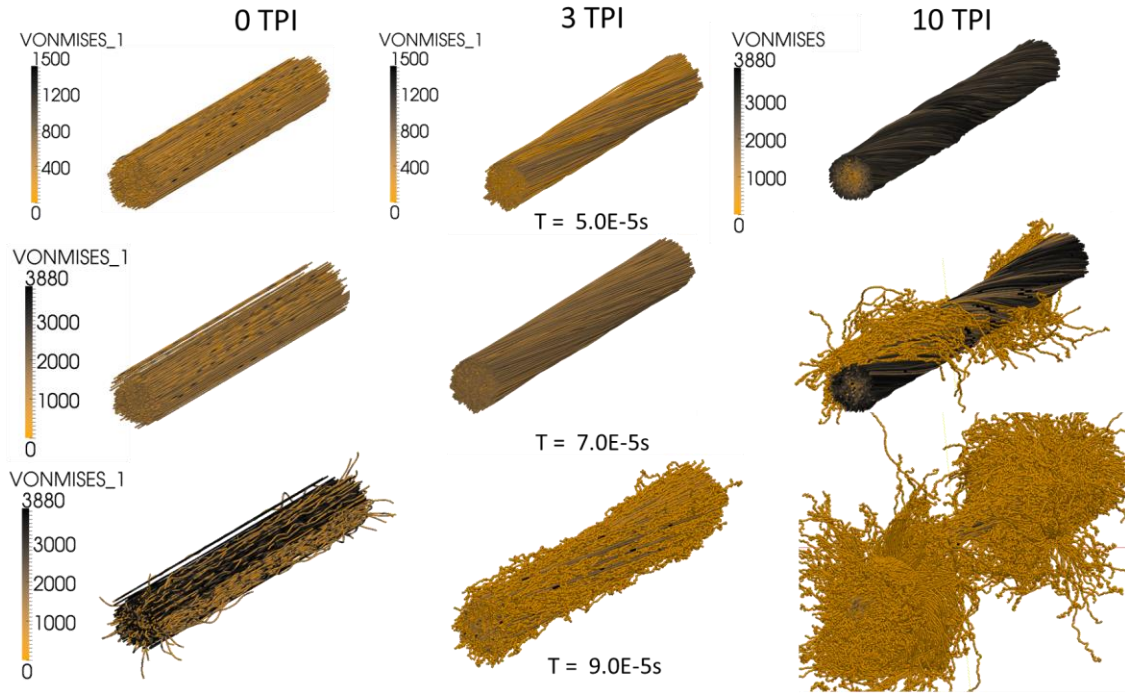 0 TPI
3 TPI
10 TPI
VONMISES_1
1500
1200
800
400
0
VONMISES_1
1500
1200
800
400
0
VONMISES
3880
3000
2000
1000
0
T = 5.0E-5s
VONMISES_1
3880
3000
2000
1000
0
T = 7.0E-5s
VONMISES_1
3880
3000
2000
1000
0
T = 9.0E-5s